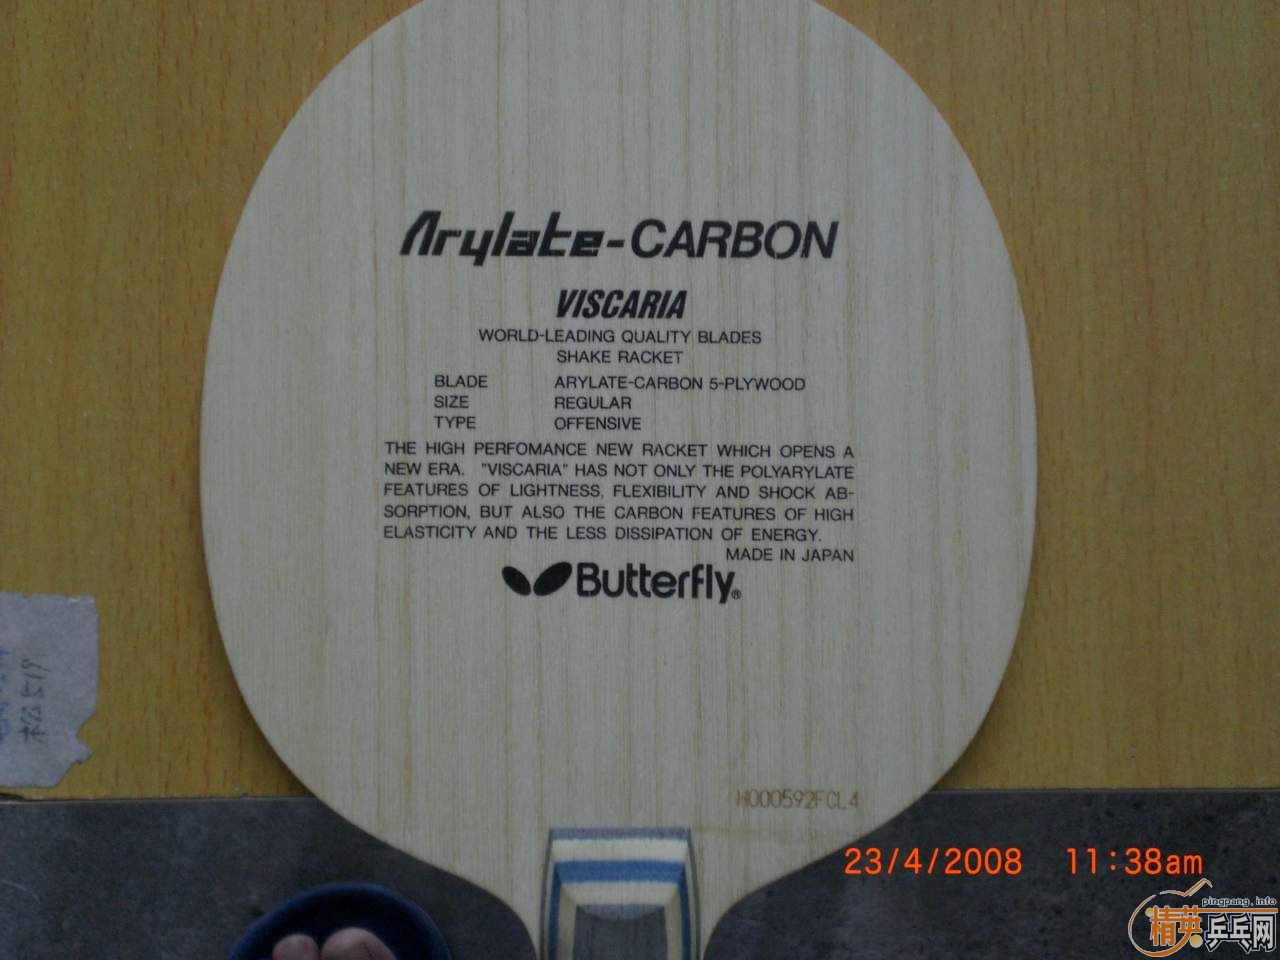 Arylate-CARBON
VISCARIA
WORLD-LEADING QUALITY BLADES
SHAKE RACKET
BLADE ARYLATE-CARBON 5-PLYWOOD
SIZE REGULAR
TYPE OFFENSIVE
THE HIGH PERFOMANCE NEW RACKET WHICH OPENS A
NEW ERA. "VISCARIA" HAS NOT ONLY THE POLYARYLATE
FEATURES OF LIGHTNESS, FLEXIBILITY AND SHOCK AB-
SORPTION, BUT ALSO THE CARBON FEATURES OF HIGH
ELASTICITY AND THE LESS DISSIPATION OF ENERGY.
MADE IN JAPAN
Butterfly®
519
H000592FCL4
23/4/2008 11:38am
pingpang.info
精英乒乓网